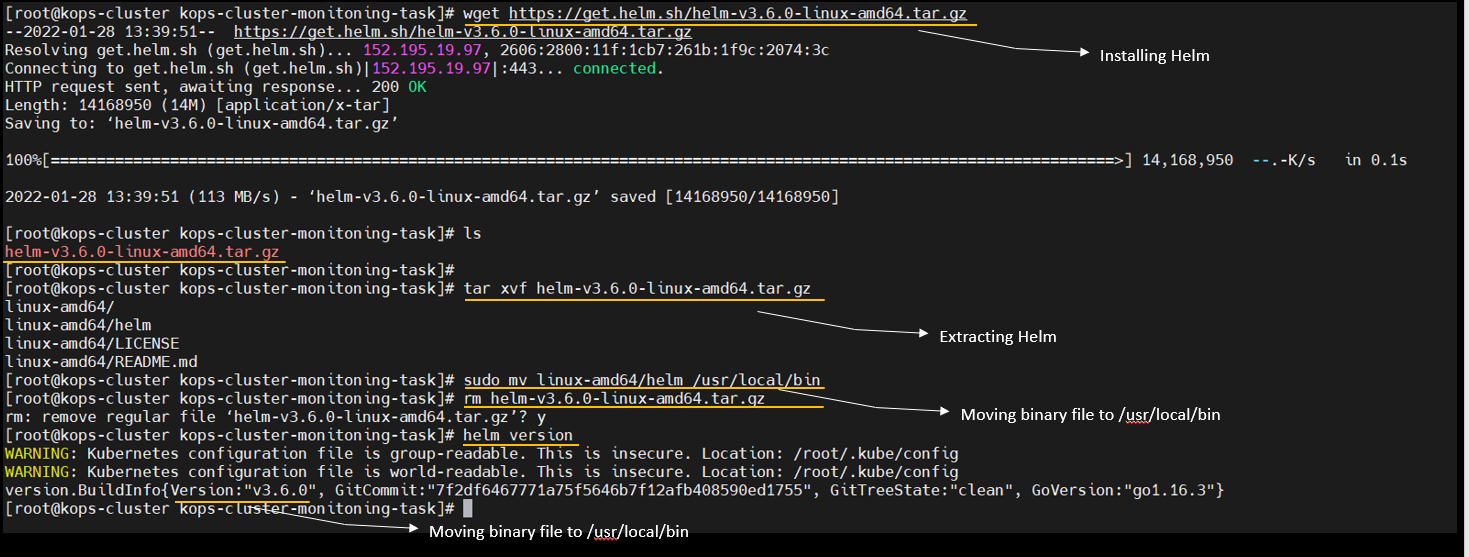 [root@kops-cluster kops-cluster-monitoning-task]# wget https://get.helm.sh/helm-v3.6.0-linux-amd64.tar.gz
--2022-01-28 13:39:51--  https://get.helm.sh/helm-v3.6.0-linux-amd64.tar.gz
Installing Helm
Resolving get.helm.sh (get.helm.sh)... 152.195.19.97, 2606:2800:11f:1cb7:261b:1f9c:2074:3c
Connecting to get.helm.sh (get.helm.sh)|152.195.19.97|:443... connected.
HTTP request sent, awaiting response... 200 OK
Length: 14168950 (14M) [application/x-tar]
Saving to: ‘helm-v3.6.0-linux-amd64.tar.gz’
100%[====================================================================================================================>] 14,168,950  --.-K/s   in 0.1s
2022-01-28 13:39:51 (113 MB/s) - ‘helm-v3.6.0-linux-amd64.tar.gz’ saved [14168950/14168950]
[root@kops-cluster kops-cluster-monitoning-task]# ls
helm-v3.6.0-linux-amd64.tar.gz
[root@kops-cluster kops-cluster-monitoning-task]#
[root@kops-cluster kops-cluster-monitoning-task]# tar xvf helm-v3.6.0-linux-amd64.tar.gz
linux-amd64/
linux-amd64/helm
Extracting Helm
linux-amd64/LICENSE
linux-amd64/README.md
[root@kops-cluster kops-cluster-monitoning-task]# sudo mv linux-amd64/helm /usr/local/bin
[root@kops-cluster kops-cluster-monitoning-task]# rm helm-v3.6.0-linux-amd64.tar.gz
rm: remove regular file ‘helm-v3.6.0-linux-amd64.tar.gz’? y
Moving binary file to /usr/local/bin
[root@kops-cluster kops-cluster-monitoning-task]# helm version
WARNING: Kubernetes configuration file is group-readable. This is insecure. Location: /root/.kube/config
WARNING: Kubernetes configuration file is world-readable. This is insecure. Location: /root/.kube/config
version.BuildInfo{Version:"v3.6.0", GitCommit:"7f2df6467771a75f5646b7f12afb408590ed1755", GitTreeState:"clean", GoVersion:"go1.16.3"}
[root@kops-cluster kops-cluster-monitoning-task]#
Moving binary file to /usr/local/bin